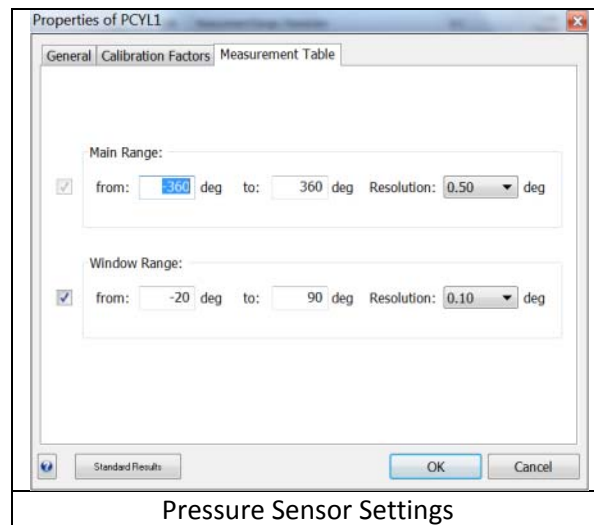 Properties of PCYL1
General Calibration Factors Measurement Table
Main Range:
from: -360 deg to: 360 deg Resolution: 0.50 deg
Window Range:
from: -20 deg to: 90 deg Resolution: 0.10 deg
Standard Results OK Cancel
Pressure Sensor Settings